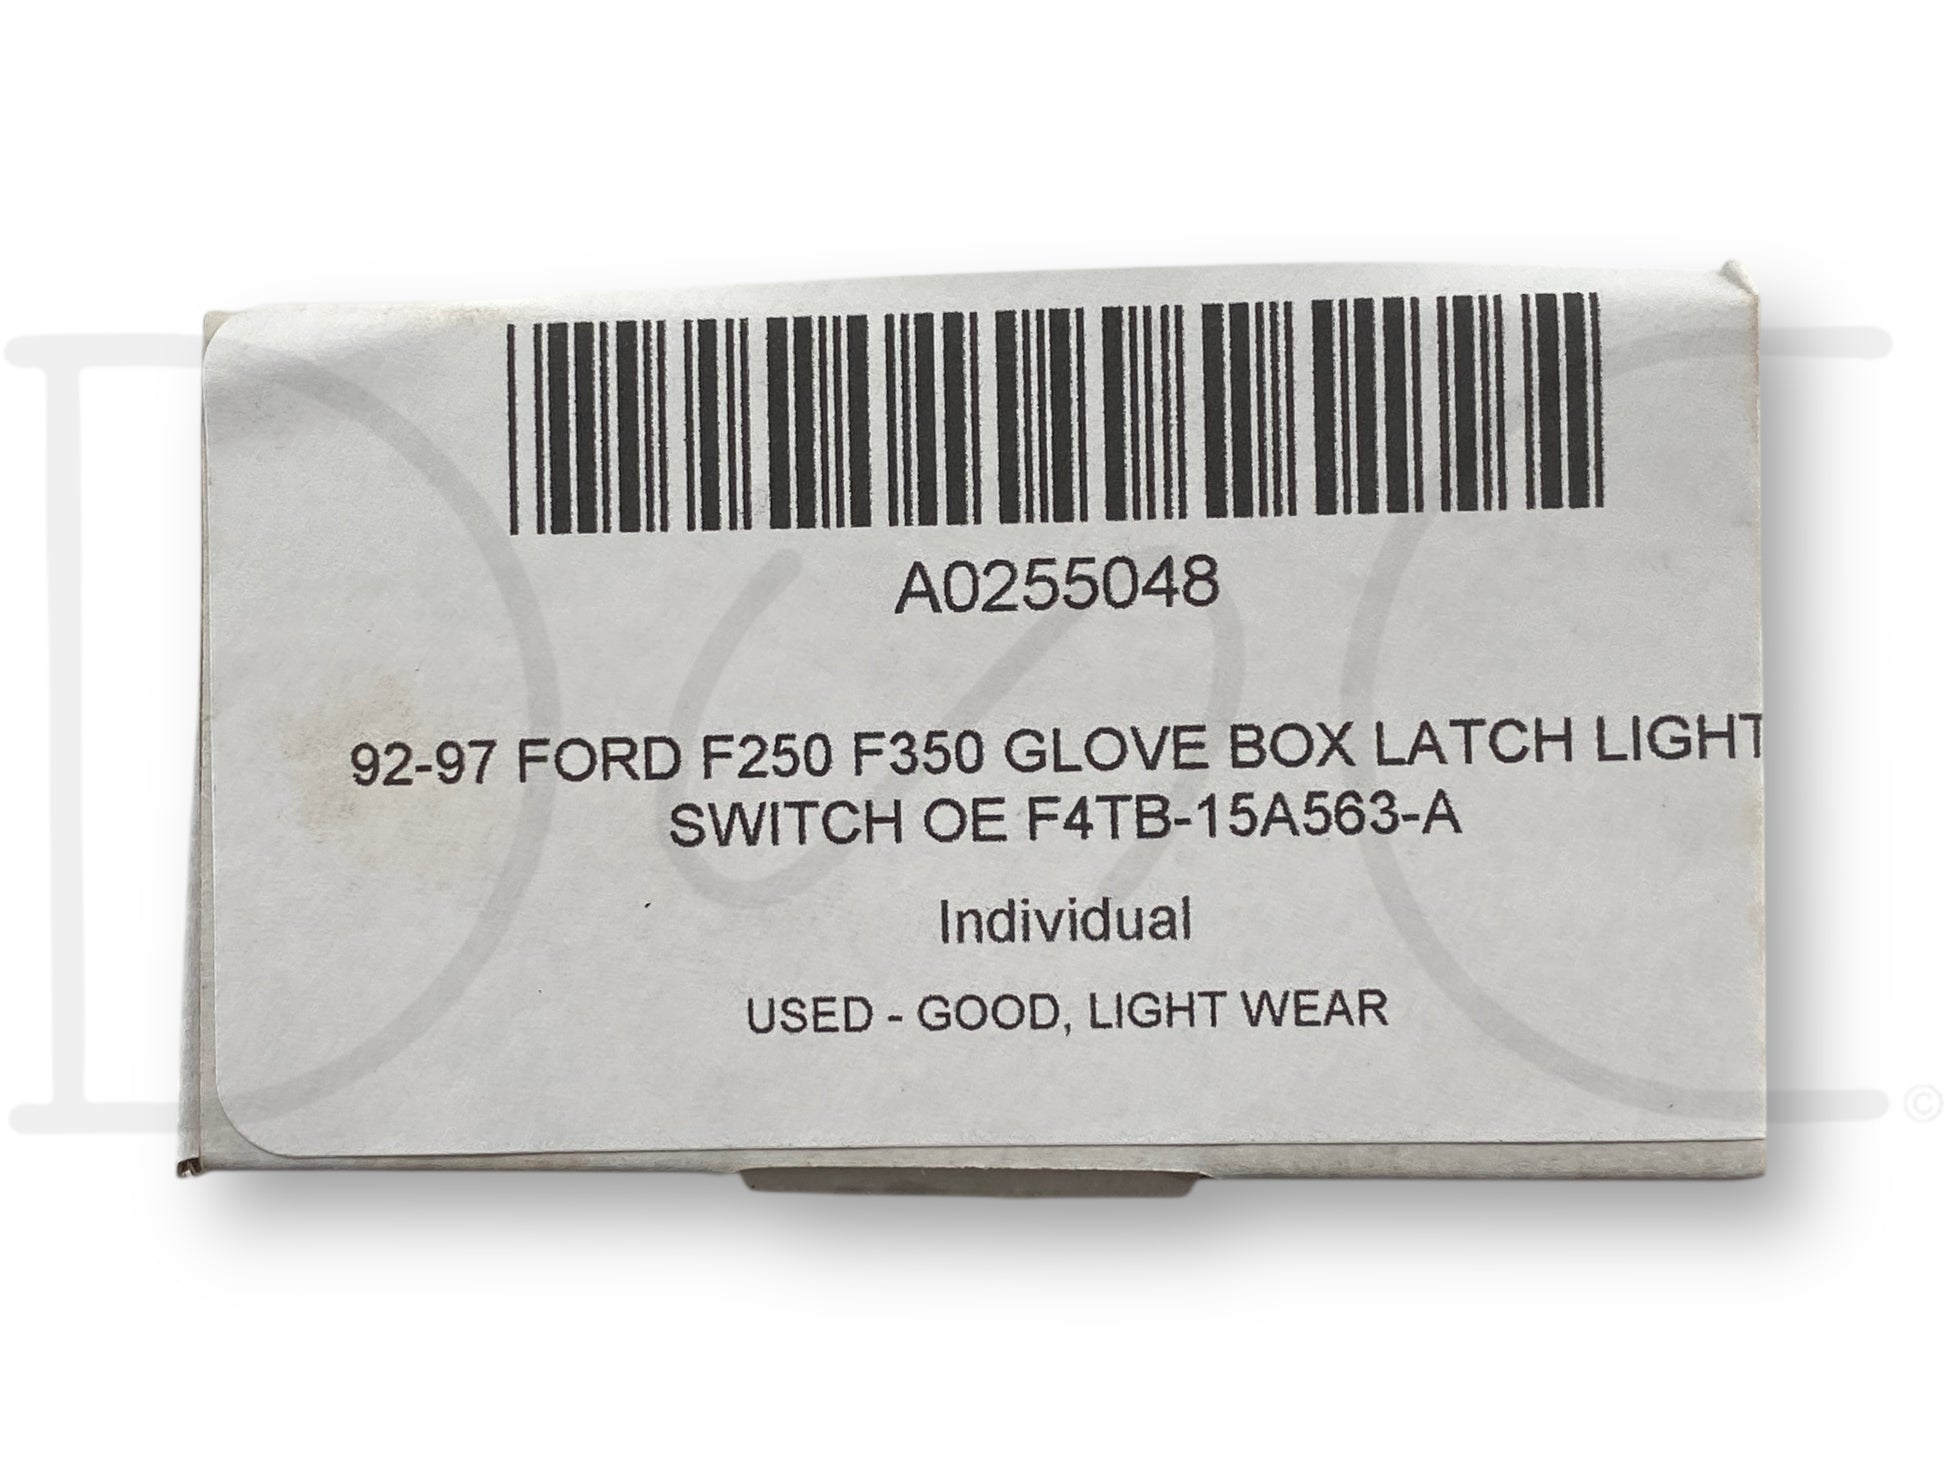 A0255048
92-97 FORD F250 F350 GLOVE BOX LATCH LIGHT
SWITCH OE F4TB-15A563-A
Individual
USED - GOOD, LIGHT WEAR
©